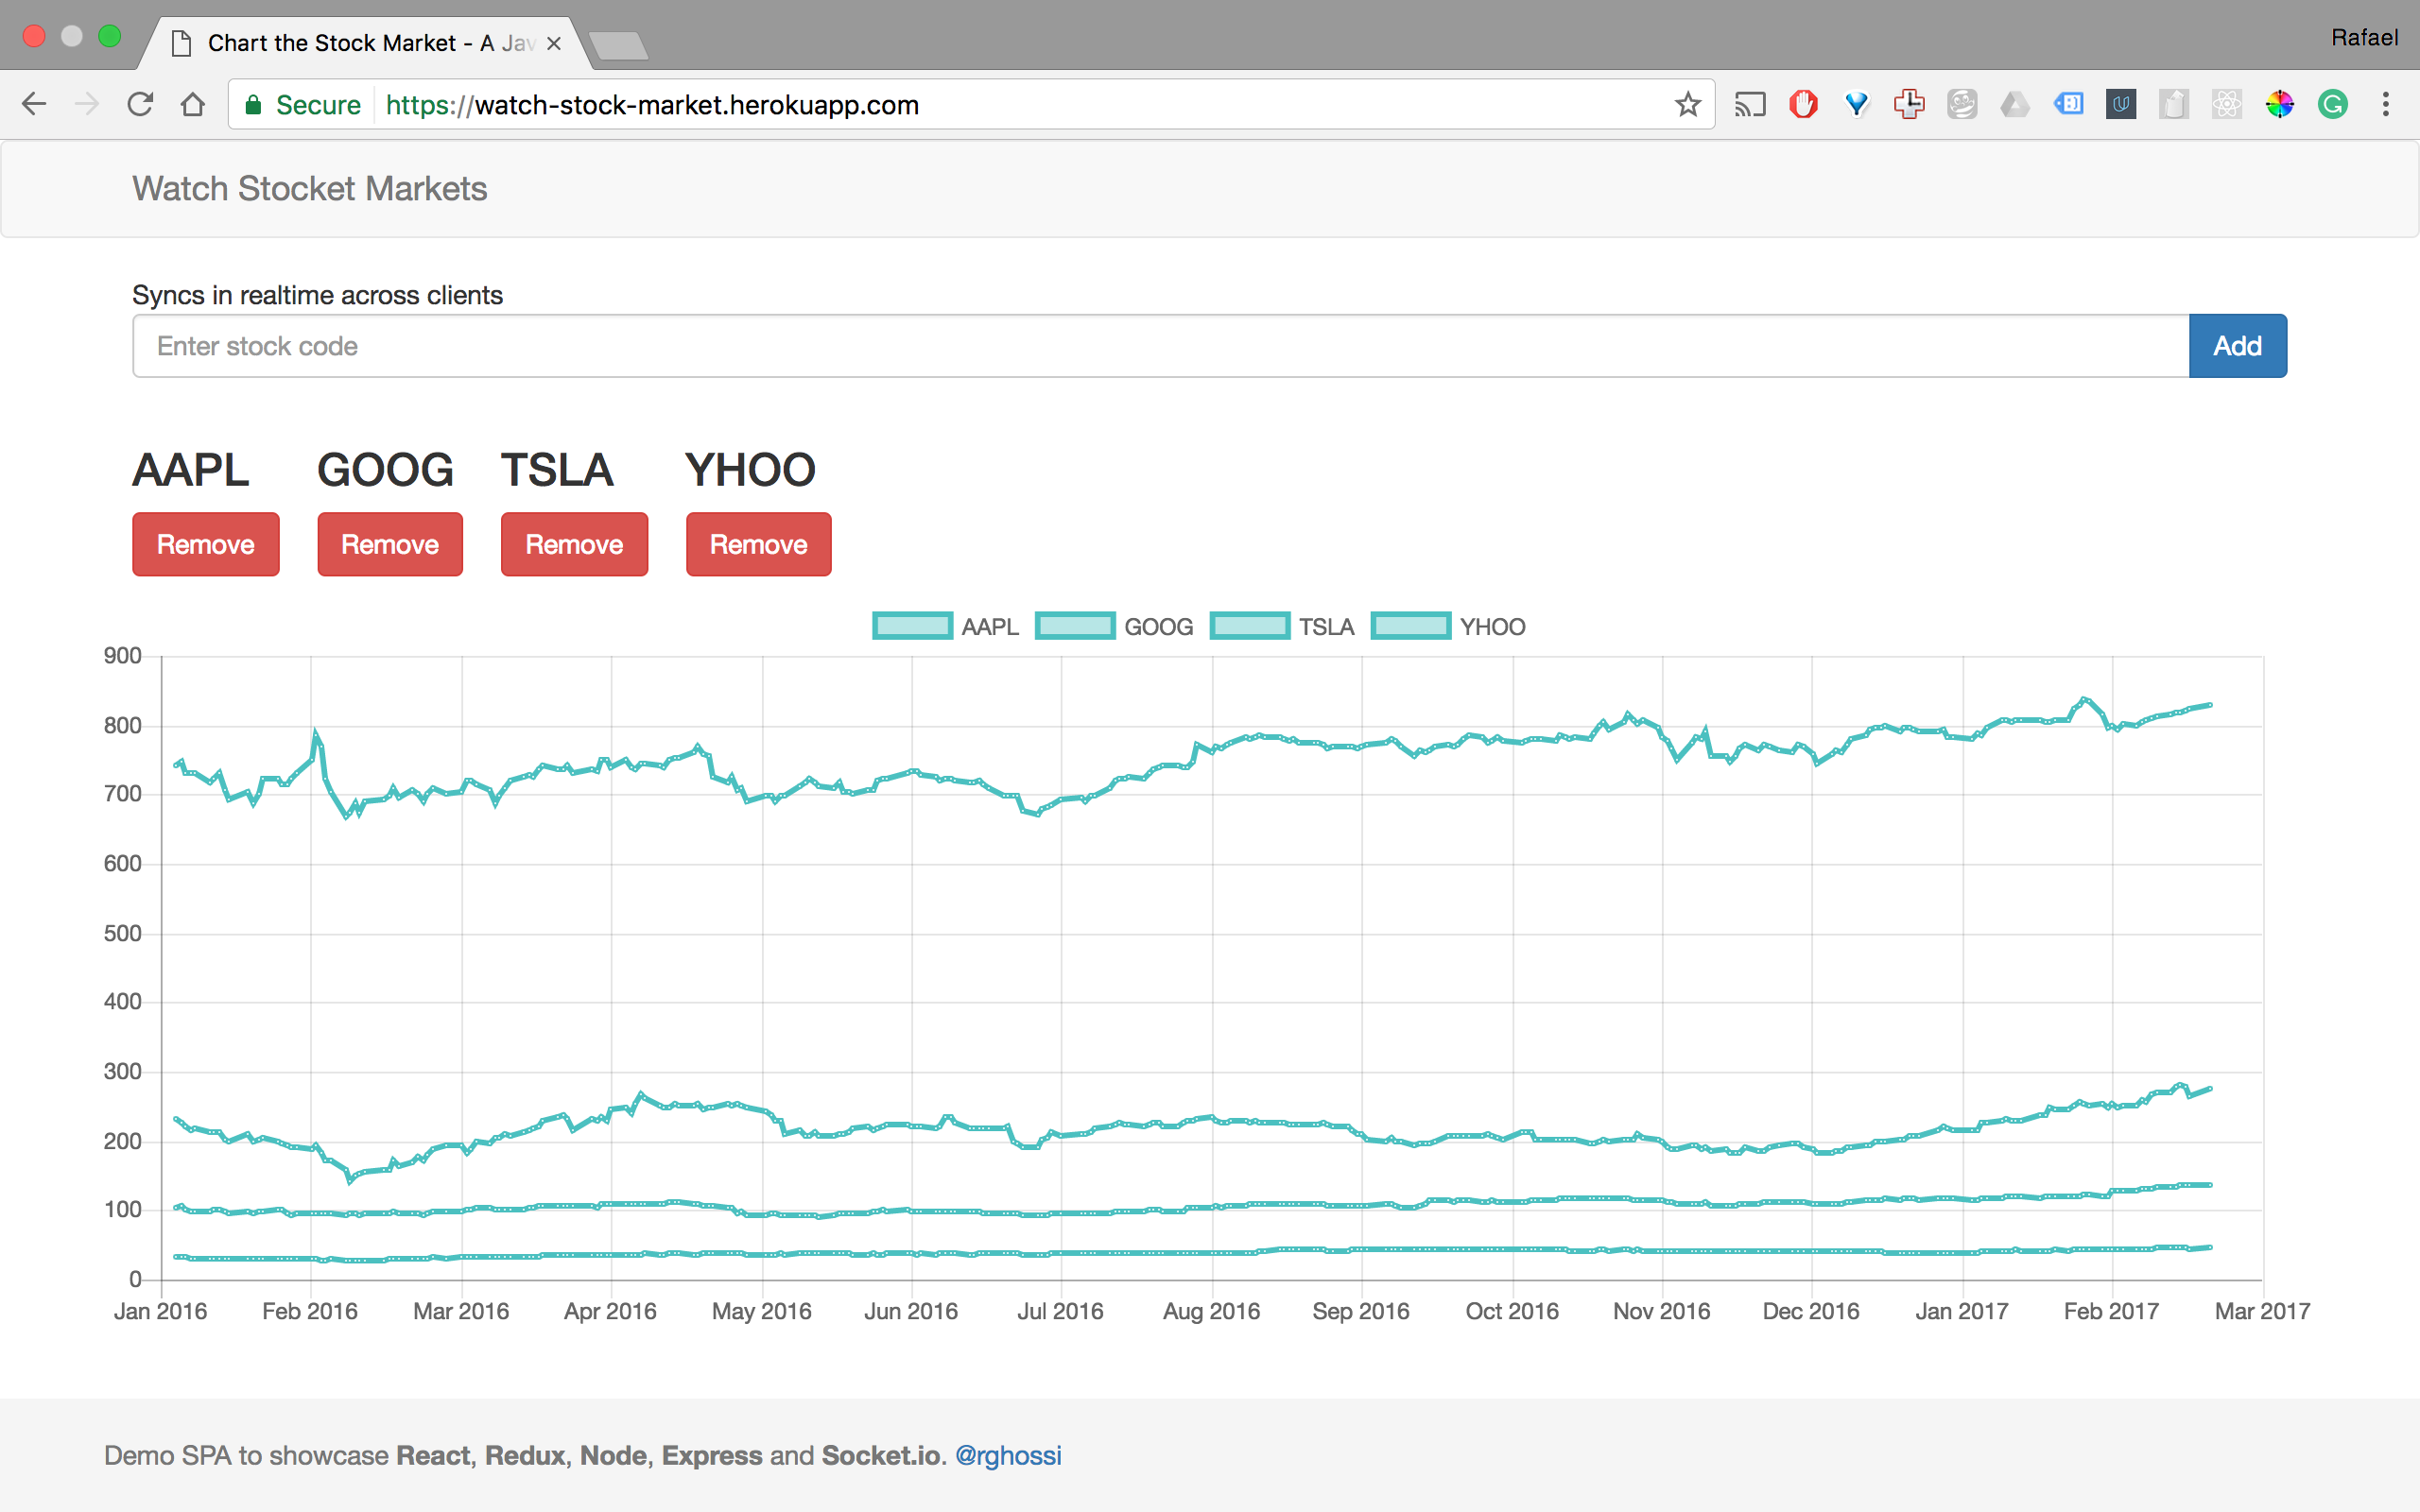 Chart the Stock Market - A Jav
Rafael
Secure https://watch-stock-market.herokuapp.com
Watch Stocket Markets
Syncs in realtime across clients
Enter stock code Add
AAPL GOOG TSLA YHOO
Remove Remove Remove Remove
AAPL GOOG TSLA YHOO
900
800
700
600
500
400
300
200
100
0
Jan 2016 Feb 2016 Mar 2016 Apr 2016 May 2016 Jun 2016 Jul 2016 Aug 2016 Sep 2016 Oct 2016 Nov 2016 Dec 2016 Jan 2017 Feb 2017 Mar 2017
Demo SPA to showcase React, Redux, Node, Express and Socket.io. @rghossi